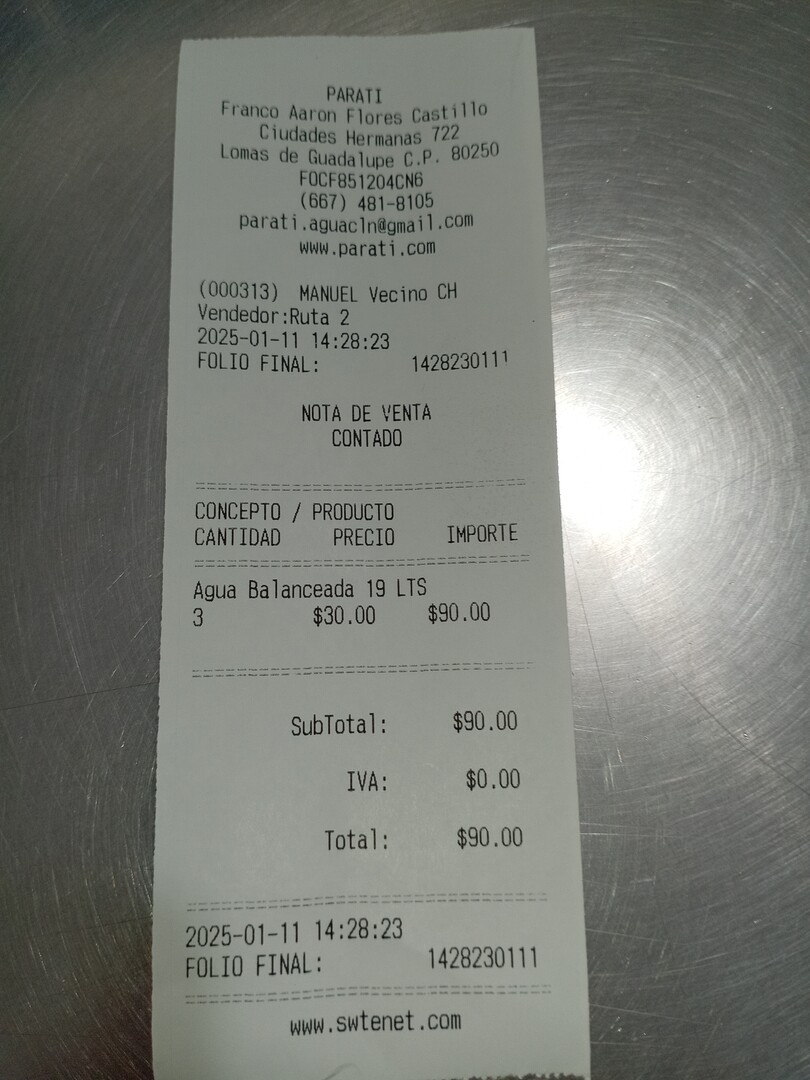 PARATI
Franco Aaron Flores Castillo
Ciudades Hermanas 722
Lomas de Guadalupe C.P. 80250
FOCF851204CN6
(667) 481-8105
parati.aguacln@gmail.com
www.parati.com
(000313) MANUEL Vecino CH
Vendedor:Ruta 2
2025-01-11 14:28:23
FOLIO FINAL: 1428230111
NOTA DE VENTA
CONTADO
CONCEPTO / PRODUCTO
CANTIDAD PRECIO IMPORTE
Agua Balanceada 19 LTS
3 $30.00 $90.00
SubTotal: $90.00
IVA: $0.00
Total: $90.00
2025-01-11 14:28:23
FOLIO FINAL: 1428230111
www.swtenet.com